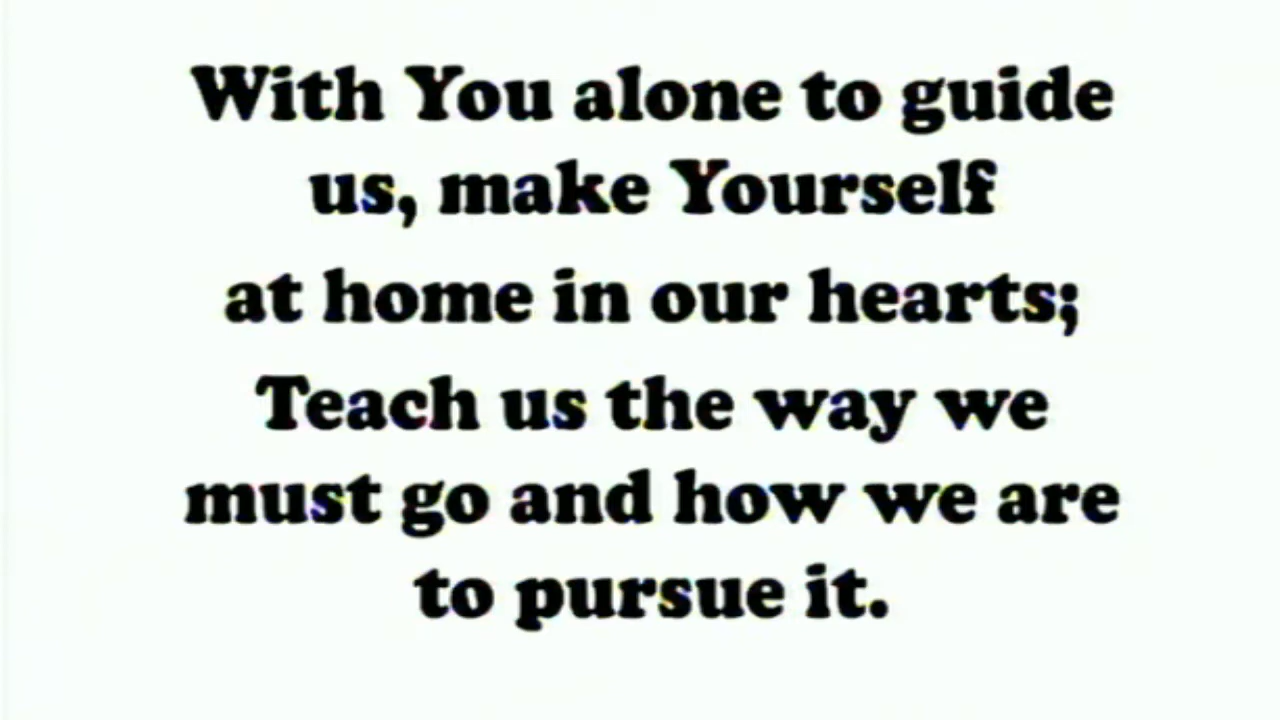 With You alone to guide
us, make Yourself
at home in our hearts;
Teach us the way we
must go and how we are
to pursue it.